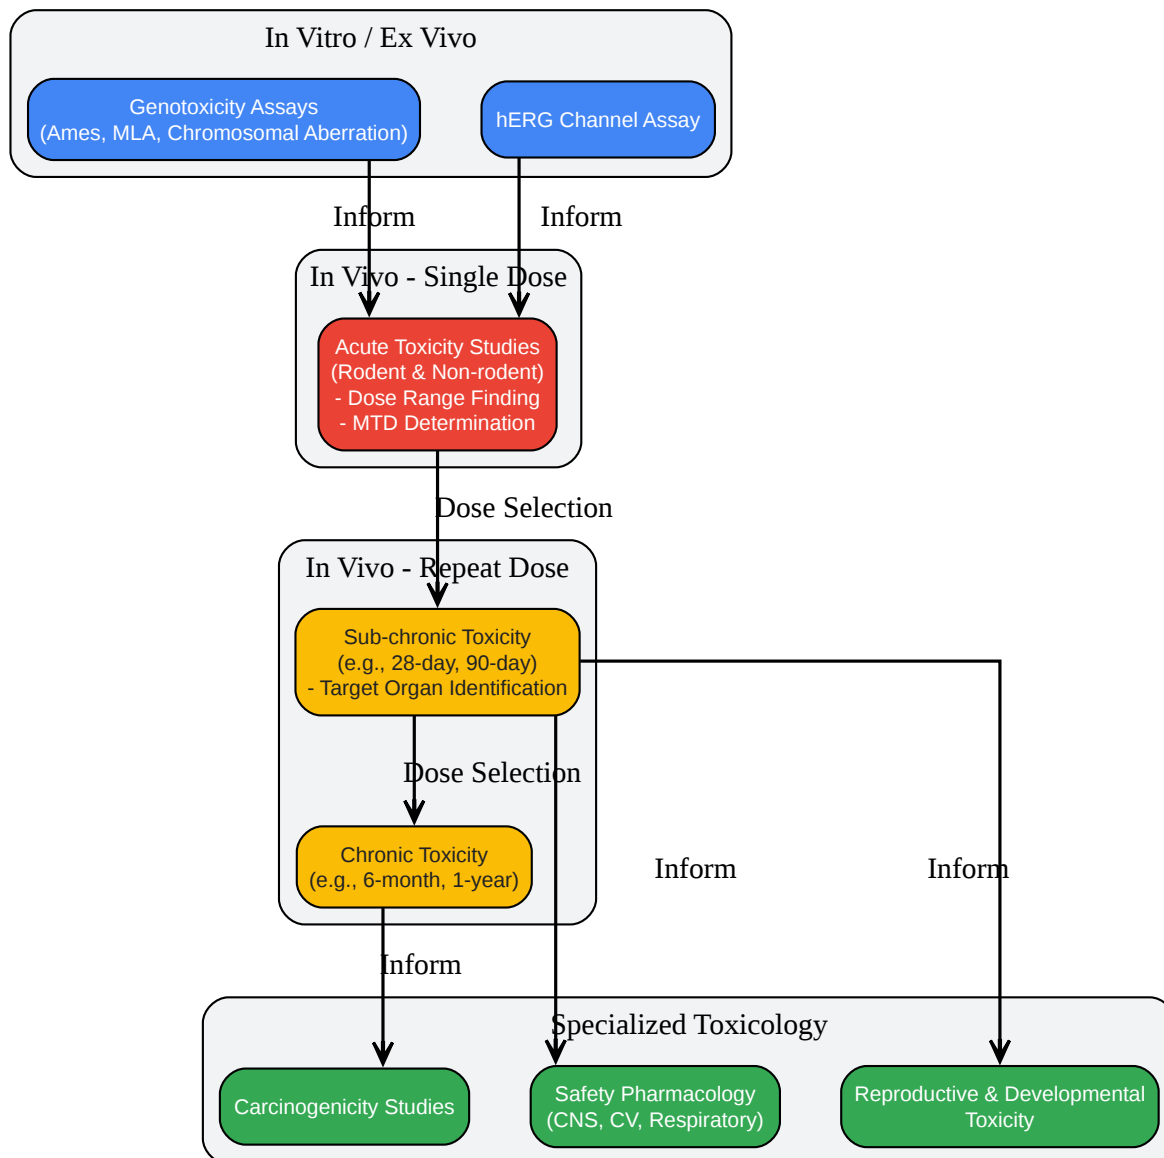 In Vitro / Ex Vivo
Genotoxicity Assays
(Ames, MLA, Chromosomal Aberration)
hERG Channel Assay
Inform
Inform
In Vivo - Single Dose
Acute Toxicity Studies
(Rodent & Non-rodent)
- Dose Range Finding
- MTD Determination
Dose Selection
In Vivo - Repeat Dose
Sub-chronic Toxicity
(e.g., 28-day, 90-day)
- Target Organ Identification
Dose Selection
Chronic Toxicity
(e.g., 6-month, 1-year)
Inform
Inform
Inform
Specialized Toxicology
Carcinogenicity Studies
Safety Pharmacology
(CNS, CV, Respiratory)
Reproductive & Developmental
Toxicity